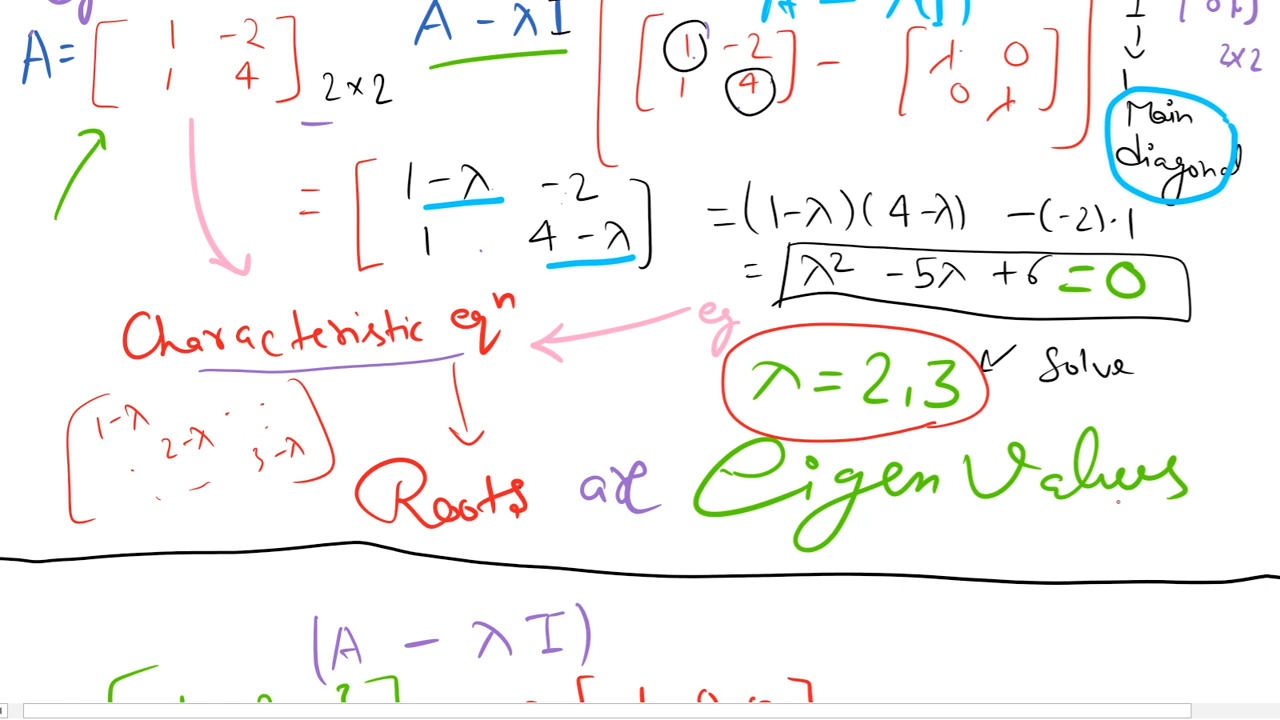 A = [ 1 -2
1 4 ] 2×2
A - λI
[ 1 -2
1 4 ] - [ λ 0
0 λ ]
I
2×2
Main
diagonal
= [ 1-λ -2
1 4-λ ]
= (1-λ)(4-λ) -(-2)·1
= λ² - 5λ + 6 = 0
Characteristic eqⁿ
eg
λ = 2,3
Solve
1-λ
2-λ
3-λ
Roots are Eigen Values
(A - λI)